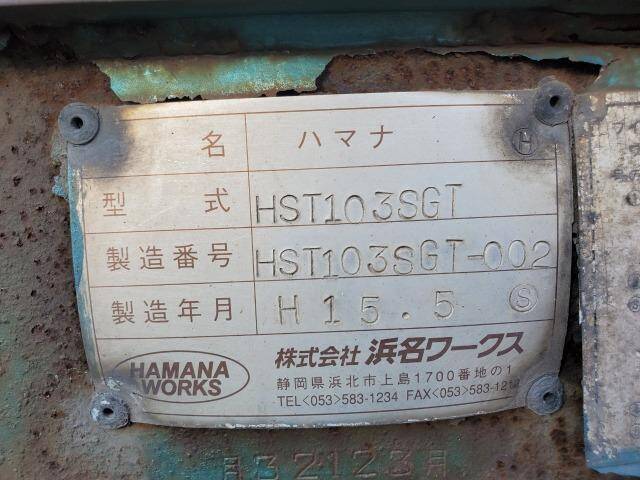 名 ハマナ H
型式 HST103SGT
製造番号 HST103SGT-002
製造年月 H15.5 S
HAMANA WORKS 株式会社 浜名ワークス
静岡県浜北市上島1700番地の1
TEL<053>583-1234 FAX<053>583-1212
32123